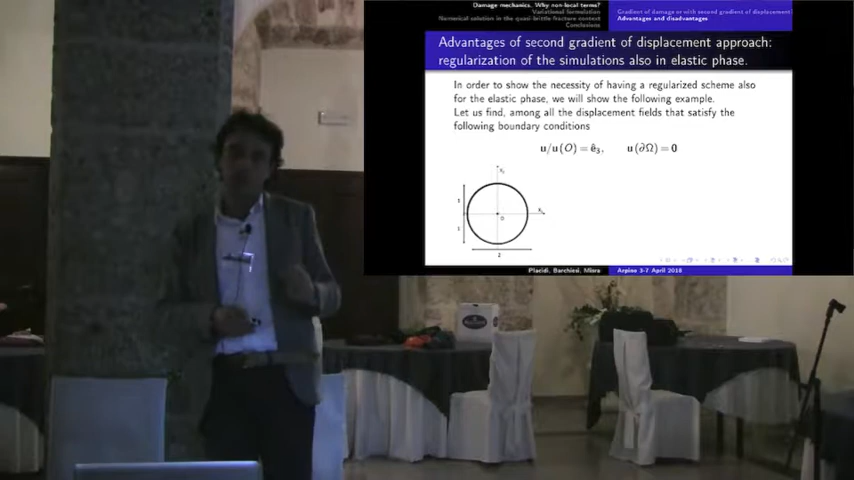 Damage mechanics. Why non-local terms?
Variational formulation
Numerical solution in the quasi-brittle fracture context
Conclusions
Gradient of damage or with second gradient of displacement
Advantages and disadvantages
Advantages of second gradient of displacement approach:
regularization of the simulations also in elastic phase.
In order to show the necessity of having a regularized scheme also
for the elastic phase, we will show the following example.
Let us find, among all the displacement fields that satisfy the
following boundary conditions
u/u(O) = ê₃,   u(∂Ω) = 0
1
1
O
2
Placidi, Barchiesi, Misra
Arpino 3-7 April 2018